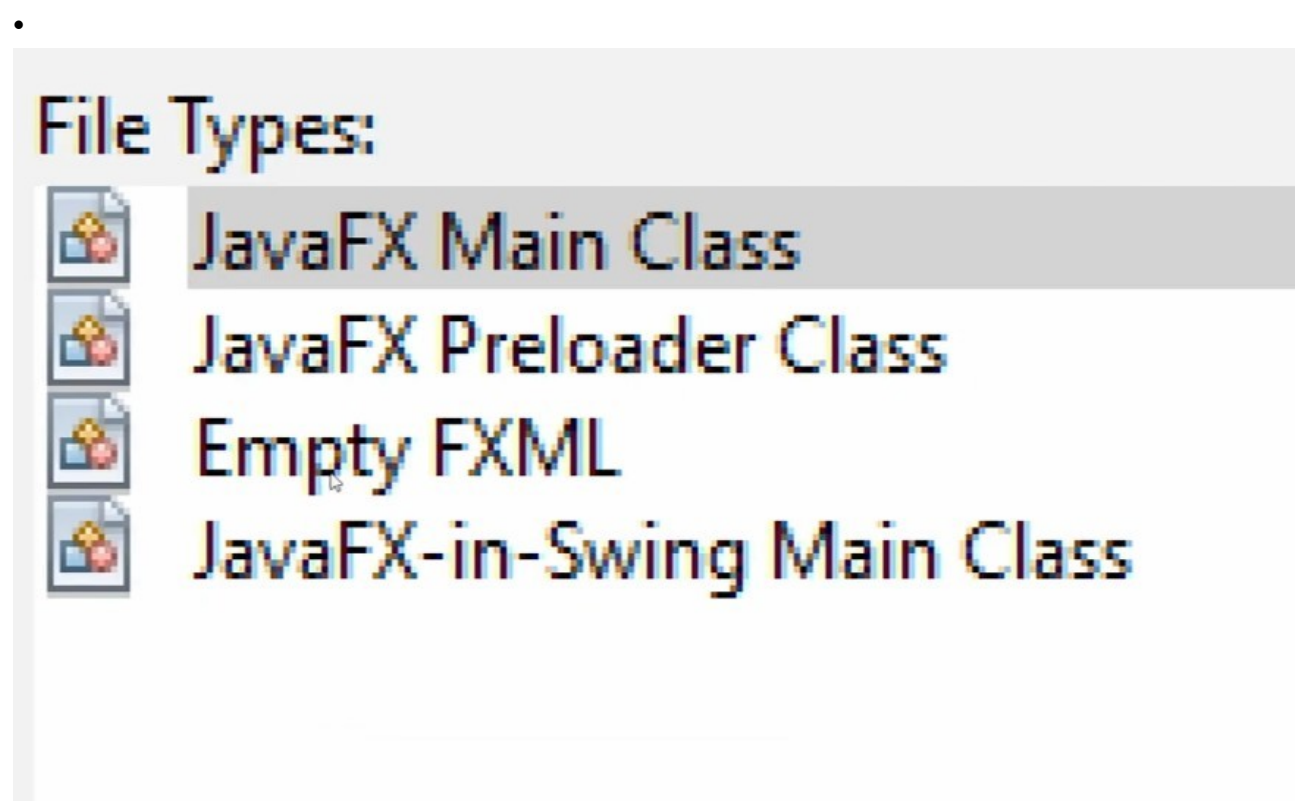 File Types:
JavaFX Main Class
JavaFX Preloader Class
Empty FXML
JavaFX-in-Swing Main Class